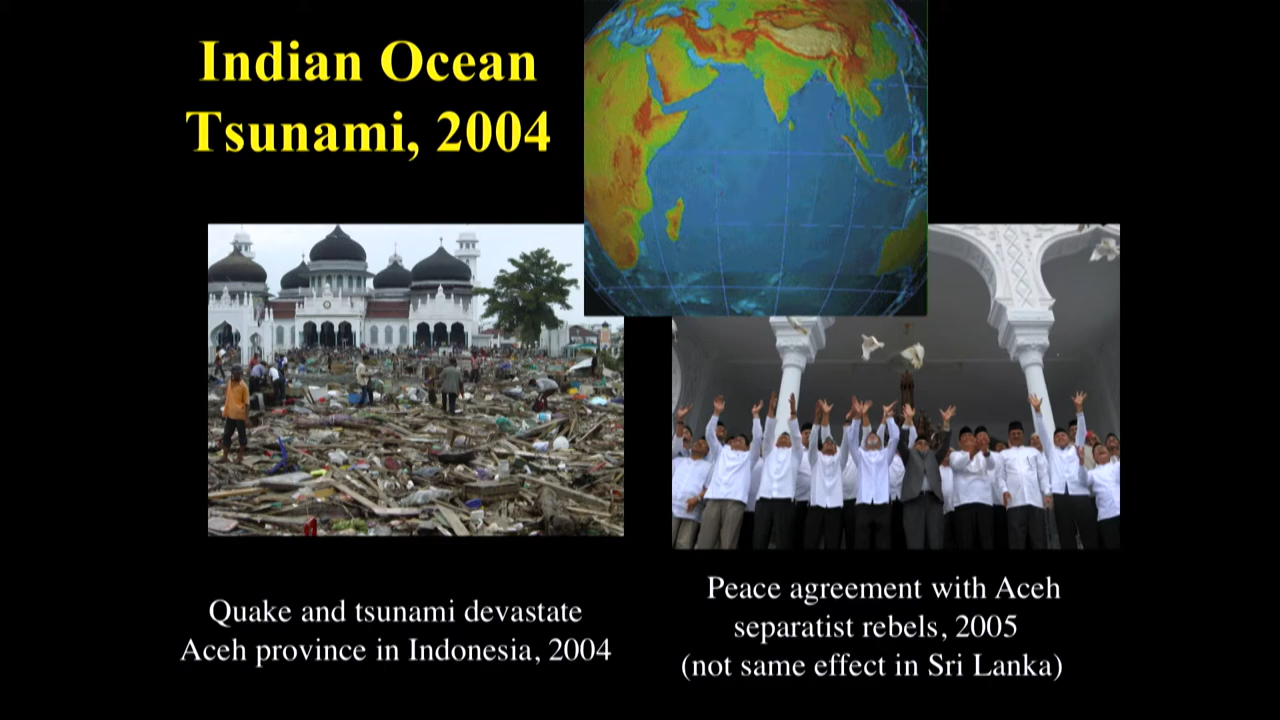 Indian Ocean
Tsunami, 2004
Quake and tsunami devastate
Aceh province in Indonesia, 2004
Peace agreement with Aceh
separatist rebels, 2005
(not same effect in Sri Lanka)